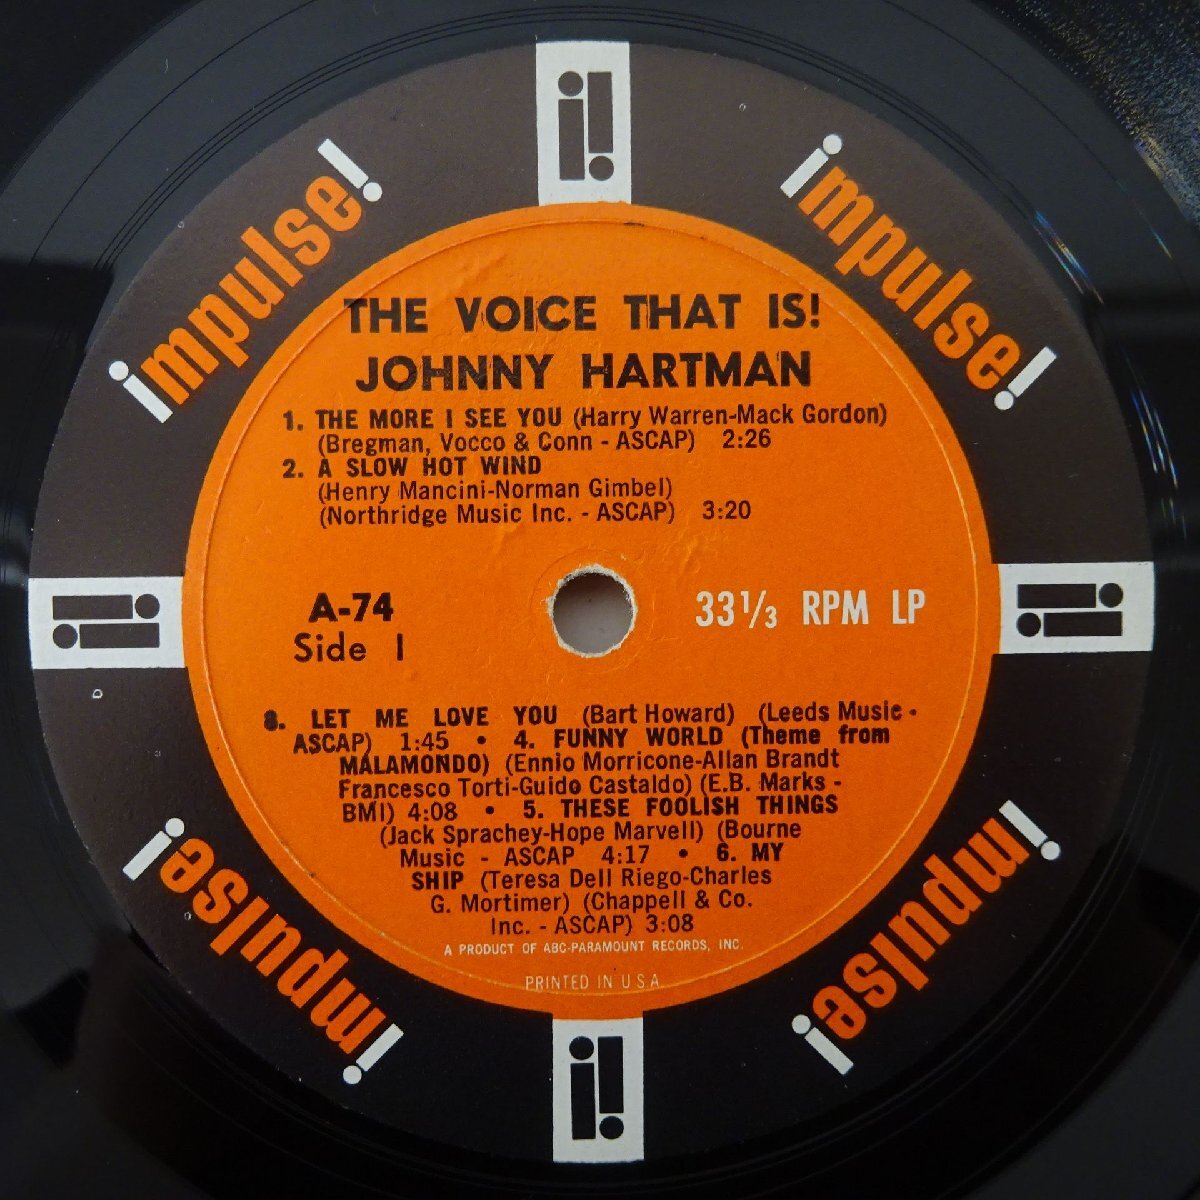 impulse!
impulse!
THE VOICE THAT IS!
JOHNNY HARTMAN
1. THE MORE I SEE YOU (Harry Warren-Mack Gordon)
(Bregman, Vocco & Conn - ASCAP) 2:26
2. A SLOW HOT WIND
(Henry Mancini-Norman Gimbel)
(Northridge Music Inc. - ASCAP) 3:20
A-74
Side I
33 1/3 RPM LP
8. LET ME LOVE YOU (Bart Howard) (Leeds Music -
ASCAP) 1:45 • 4. FUNNY WORLD (Theme from
MALAMONDO) (Ennio Morricone-Allan Brandt
Francesco Torti-Guido Castaldo) (E.B. Marks -
BMI) 4:08 • 5. THESE FOOLISH THINGS
(Jack Sprachey-Hope Marvell) (Bourne
Music - ASCAP 4:17 • 6. MY
SHIP (Teresa Dell Riego-Charles
G. Mortimer) (Chappell & Co.
Inc. - ASCAP) 3:08
A PRODUCT OF ABC-PARAMOUNT RECORDS, INC.
PRINTED IN U.S.A.
impulse!
impulse!